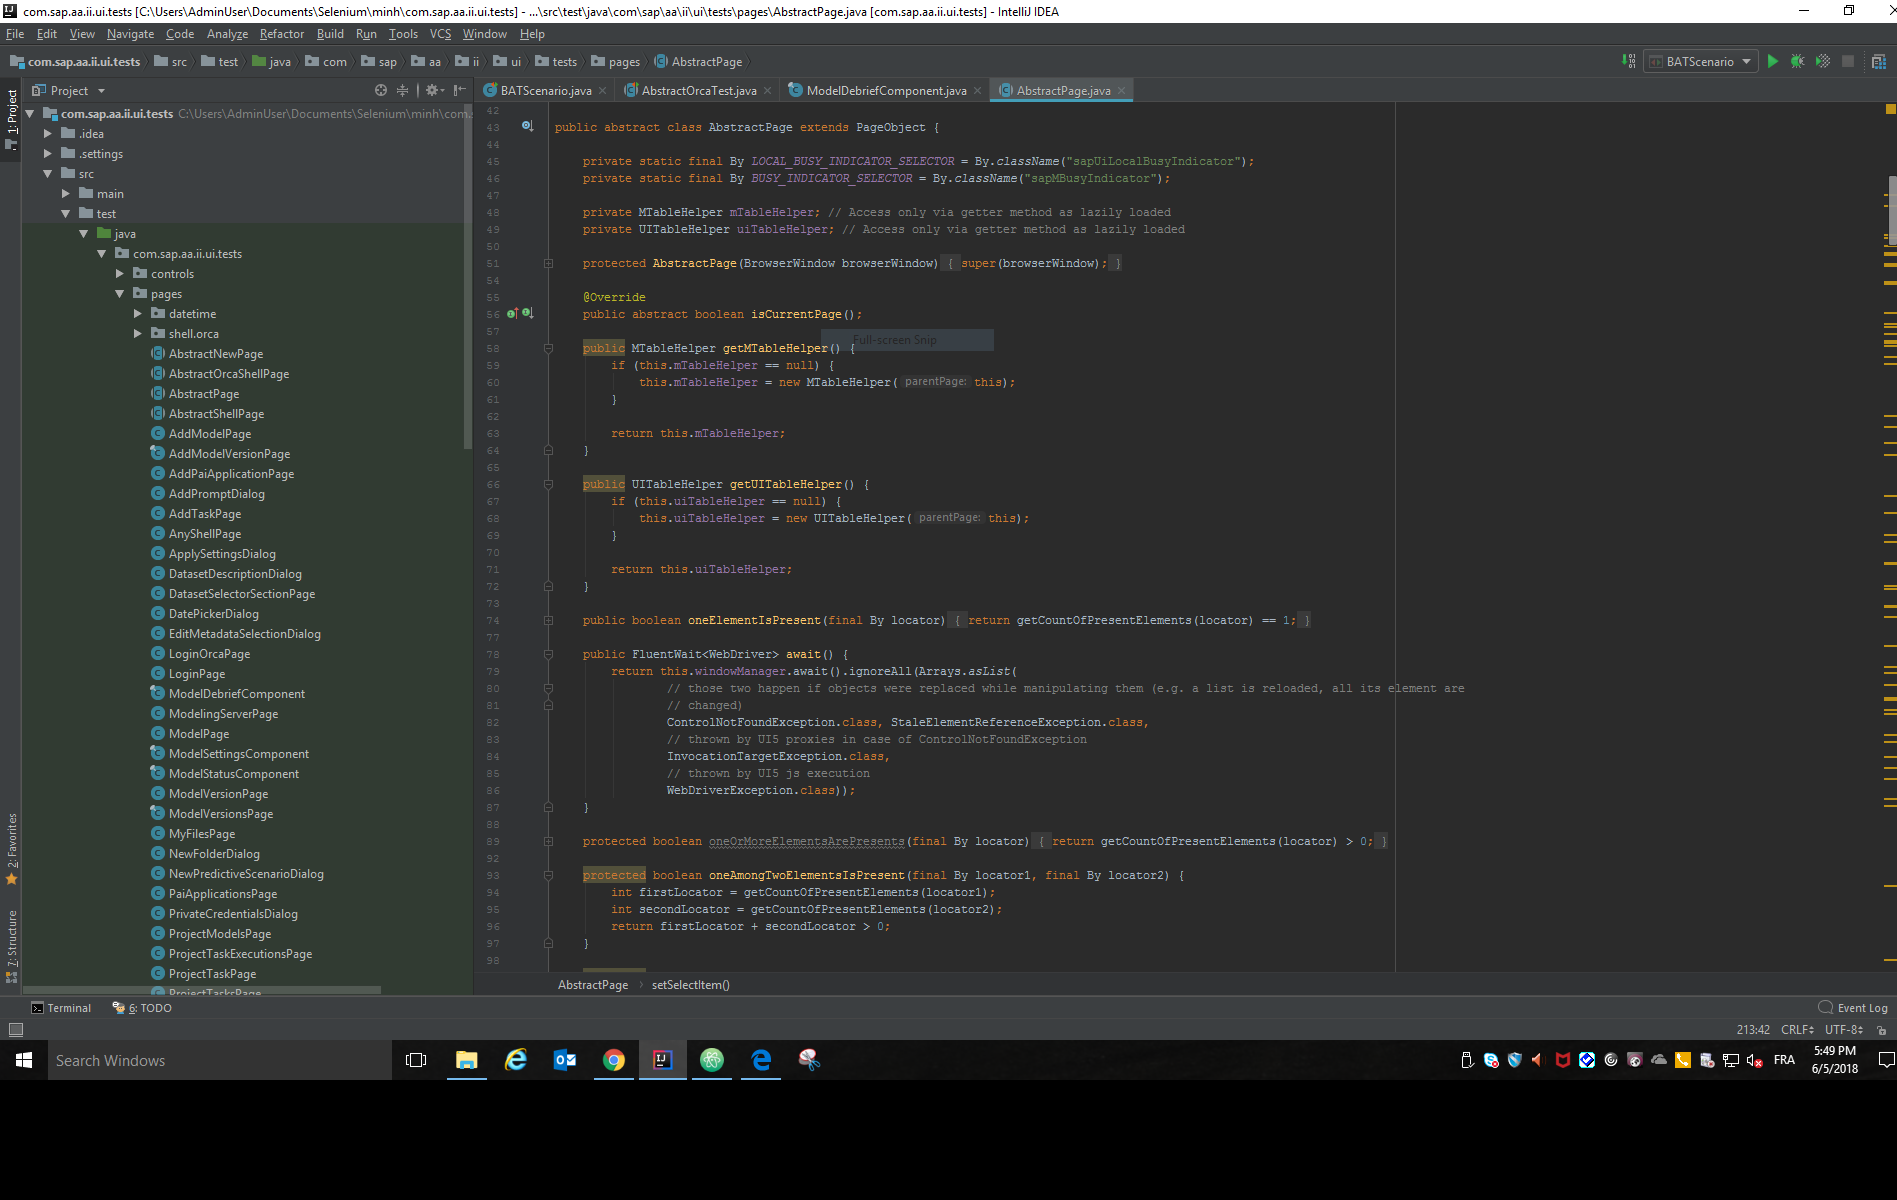 com.sap.aa.ii.ui.tests [C:\Users\AdminUser\Documents\Selenium\minh\com.sap.aa.ii.ui.tests] - ...\src\test\java\com\sap\aa\ii\ui\tests\pages\AbstractPage.java [com.sap.aa.ii.ui.tests] - IntelliJ IDEA
File Edit View Navigate Code Analyze Refactor Build Run Tools VCS Window Help
com.sap.aa.ii.ui.tests src test java com sap aa ii ui tests pages AbstractPage BATScenario
Project
BATScenario.java AbstractOrcaTest.java ModelDebriefComponent.java AbstractPage.java
1: Project
2: Favorites
7: Structure
com.sap.aa.ii.ui.tests C:\Users\AdminUser\Documents\Selenium\minh\com.
.idea
.settings
src
main
test
java
com.sap.aa.ii.ui.tests
controls
pages
datetime
shell.orca
AbstractNewPage
AbstractOrcaShellPage
AbstractPage
AbstractShellPage
AddModelPage
AddModelVersionPage
AddPaiApplicationPage
AddPromptDialog
AddTaskPage
AnyShellPage
ApplySettingsDialog
DatasetDescriptionDialog
DatasetSelectorSectionPage
DatePickerDialog
EditMetadataSelectionDialog
LoginOrcaPage
LoginPage
ModelDebriefComponent
ModelingServerPage
ModelPage
ModelSettingsComponent
ModelStatusComponent
ModelVersionPage
ModelVersionsPage
MyFilesPage
NewFolderDialog
NewPredictiveScenarioDialog
PaiApplicationsPage
PrivateCredentialsDialog
ProjectModelsPage
ProjectTaskExecutionsPage
ProjectTaskPage
ProjectTasksPage
42
43 public abstract class AbstractPage extends PageObject {
44
45 private static final By LOCAL_BUSY_INDICATOR_SELECTOR = By.className("sapUiLocalBusyIndicator");
46 private static final By BUSY_INDICATOR_SELECTOR = By.className("sapMBusyIndicator");
47
48 private MTableHelper mTableHelper; // Access only via getter method as lazily loaded
49 private UITableHelper uiTableHelper; // Access only via getter method as lazily loaded
50
51 protected AbstractPage(BrowserWindow browserWindow) { super(browserWindow); }
54
55 @Override
56 public abstract boolean isCurrentPage();
57
Full-screen Snip
58 public MTableHelper getMTableHelper() {
59 if (this.mTableHelper == null) {
60 this.mTableHelper = new MTableHelper( parentPage: this);
61 }
62
63 return this.mTableHelper;
64 }
65
66 public UITableHelper getUITableHelper() {
67 if (this.uiTableHelper == null) {
68 this.uiTableHelper = new UITableHelper( parentPage: this);
69 }
70
71 return this.uiTableHelper;
72 }
73
74 public boolean oneElementIsPresent(final By locator) { return getCountOfPresentElements(locator) == 1; }
77
78 public FluentWait<WebDriver> await() {
79 return this.windowManager.await().ignoreAll(Arrays.asList(
80 // those two happen if objects were replaced while manipulating them (e.g. a list is reloaded, all its element are
81 // changed)
82 ControlNotFoundException.class, StaleElementReferenceException.class,
83 // thrown by UI5 proxies in case of ControlNotFoundException
84 InvocationTargetException.class,
85 // thrown by UI5 js execution
86 WebDriverException.class));
87 }
88
89 protected boolean oneOrMoreElementsArePresents(final By locator) { return getCountOfPresentElements(locator) > 0; }
92
93 protected boolean oneAmongTwoElementsIsPresent(final By locator1, final By locator2) {
94 int firstLocator = getCountOfPresentElements(locator1);
95 int secondLocator = getCountOfPresentElements(locator2);
96 return firstLocator + secondLocator > 0;
97 }
98
AbstractPage setSelectItem()
Terminal 6: TODO Event Log
213:42 CRLF UTF-8
Search Windows FRA 5:49 PM
6/5/2018